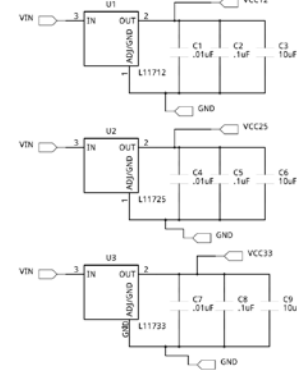 U1
VCC12
VIN 3 IN OUT 2
ADJ/GND
C1 C2 C3
.01uF .1uF 10uF
1
L11712
GND
U2
VCC25
VIN 3 IN OUT 2
ADJ/GND
C4 C5 C6
.01uF .1uF 10uF
1
L11725
GND
U3
VCC33
VIN 3 IN OUT 2
ADJ/GND
C7 C8 C9
.01uF .1uF 10u
GND
L11733
GND